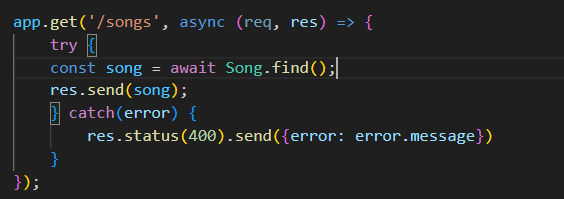 app.get('/songs', async (req, res) => {
    try {
    const song = await Song.find();
    res.send(song);
    } catch(error) {
        res.status(400).send({error: error.message})
    }
});